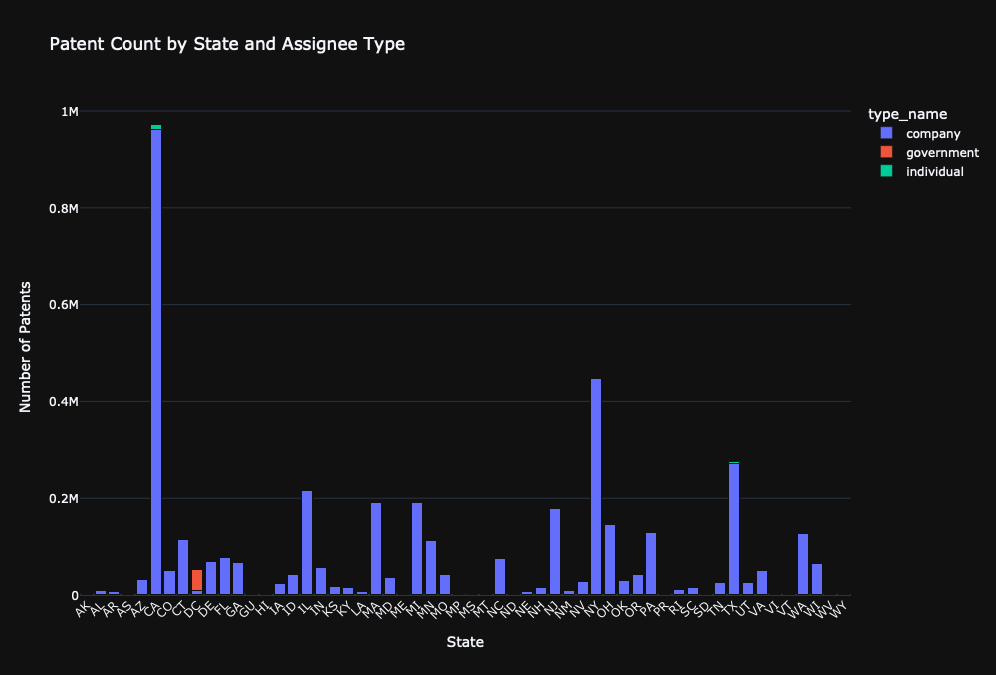 Patent Count by State and Assignee Type
1M
0.8M
0.6M
0.4M
0.2M
0
Number of Patents
AK AL AR AS AZ CA CO CT DC DE FL GA GU HI IA ID IL IN KS KY LA MA MD ME MI MN MO MP MS MT NC ND NE NH NJ NM NV NY OH OK OR PA PR RI SC SD TN TX UT VA VI VT WA WI WV WY
State
type_name
company
government
individual